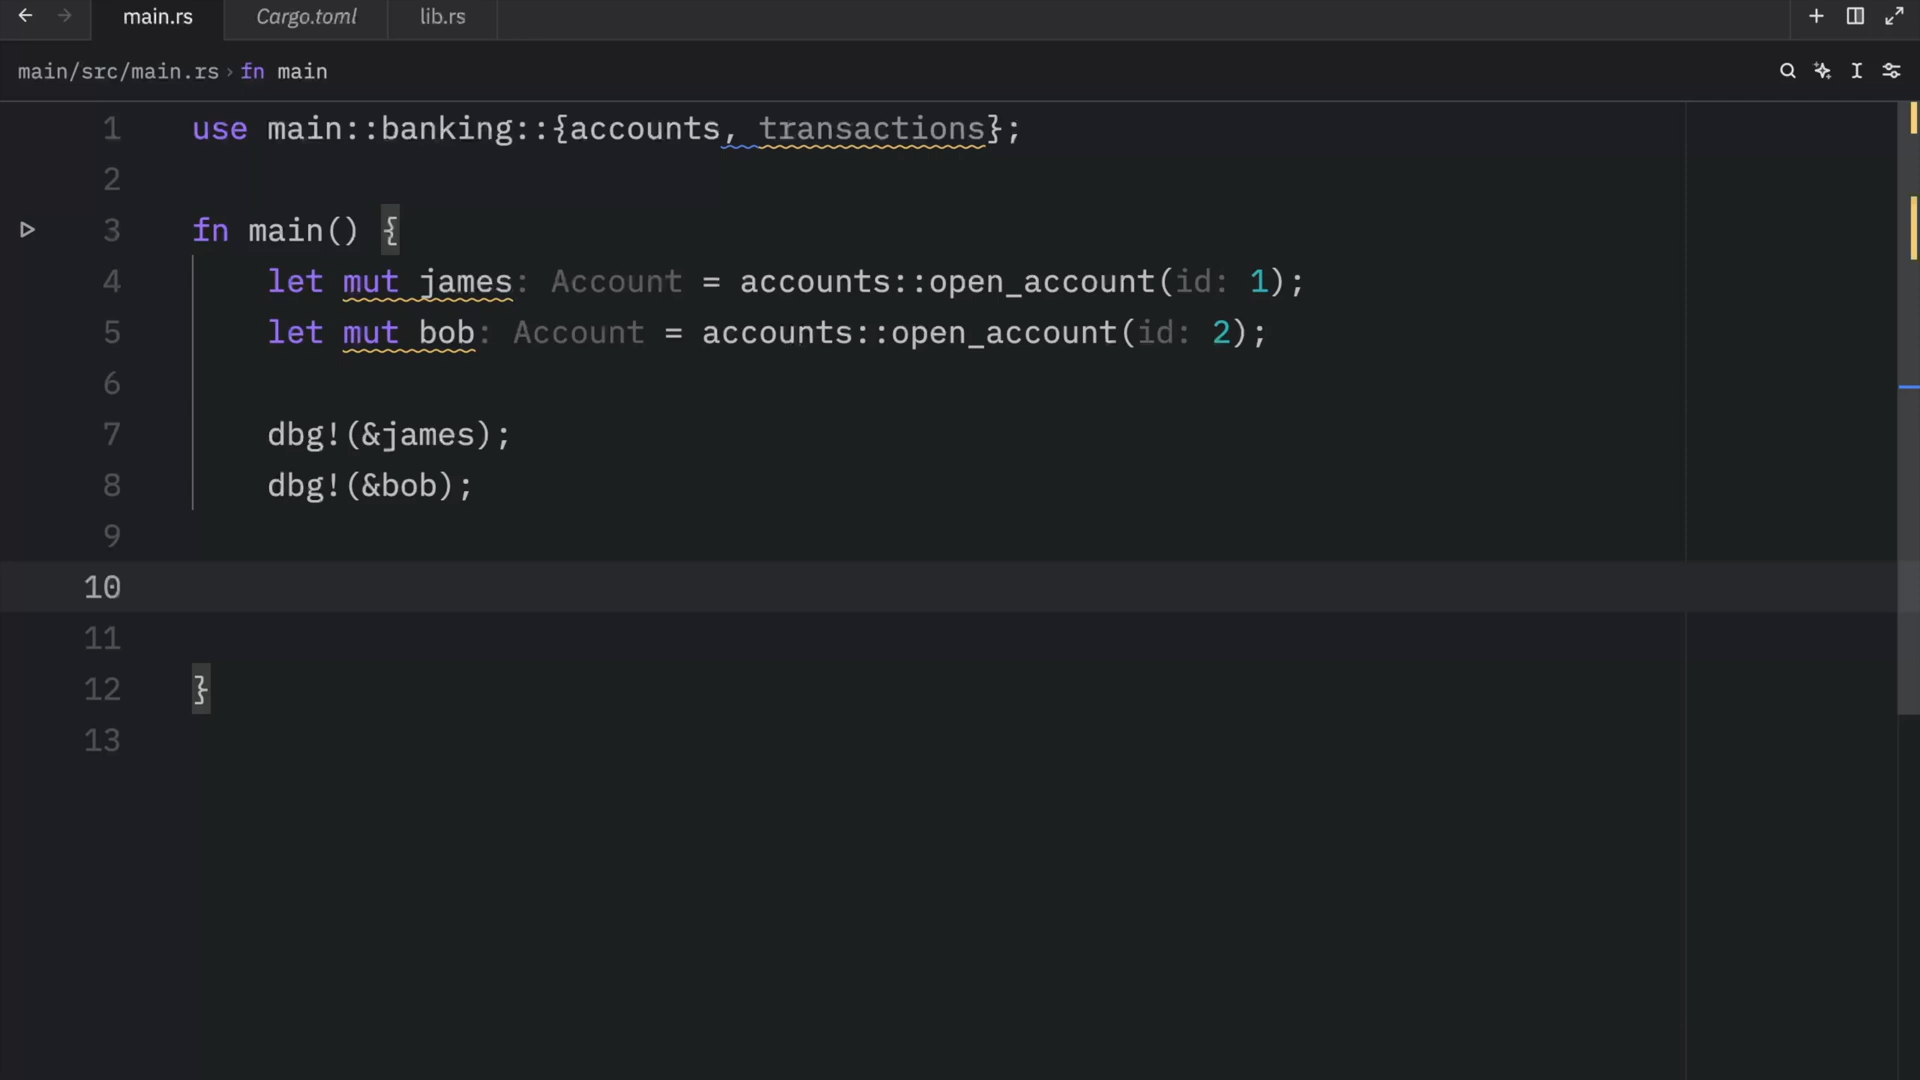 main.rs Cargo.toml lib.rs
main/src/main.rs › fn main
1 use main::banking::{accounts, transactions};
2
3 fn main() {
4     let mut james: Account = accounts::open_account(id: 1);
5     let mut bob: Account = accounts::open_account(id: 2);
6
7     dbg!(&james);
8     dbg!(&bob);
9
10
11
12 }
13